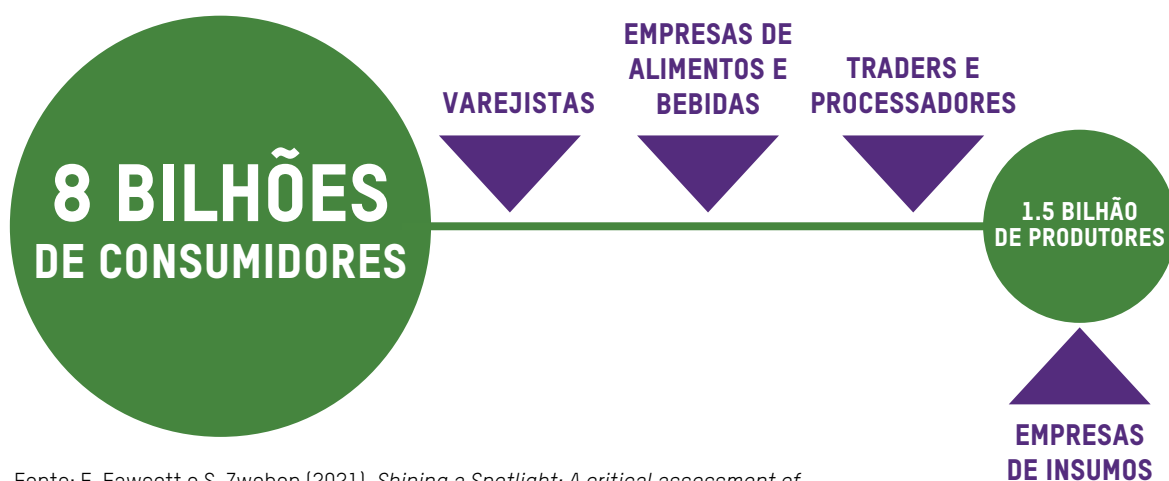 8 BILHÕES
DE CONSUMIDORES
VAREJISTAS
EMPRESAS DE
ALIMENTOS E
BEBIDAS
TRADERS E
PROCESSADORES
1.5 BILHÃO
DE PRODUTORES
EMPRESAS
DE INSUMOS
Fonte: E. Fawcett e S. Zweben (2021). Shining a Spotlight: A critical assessment of